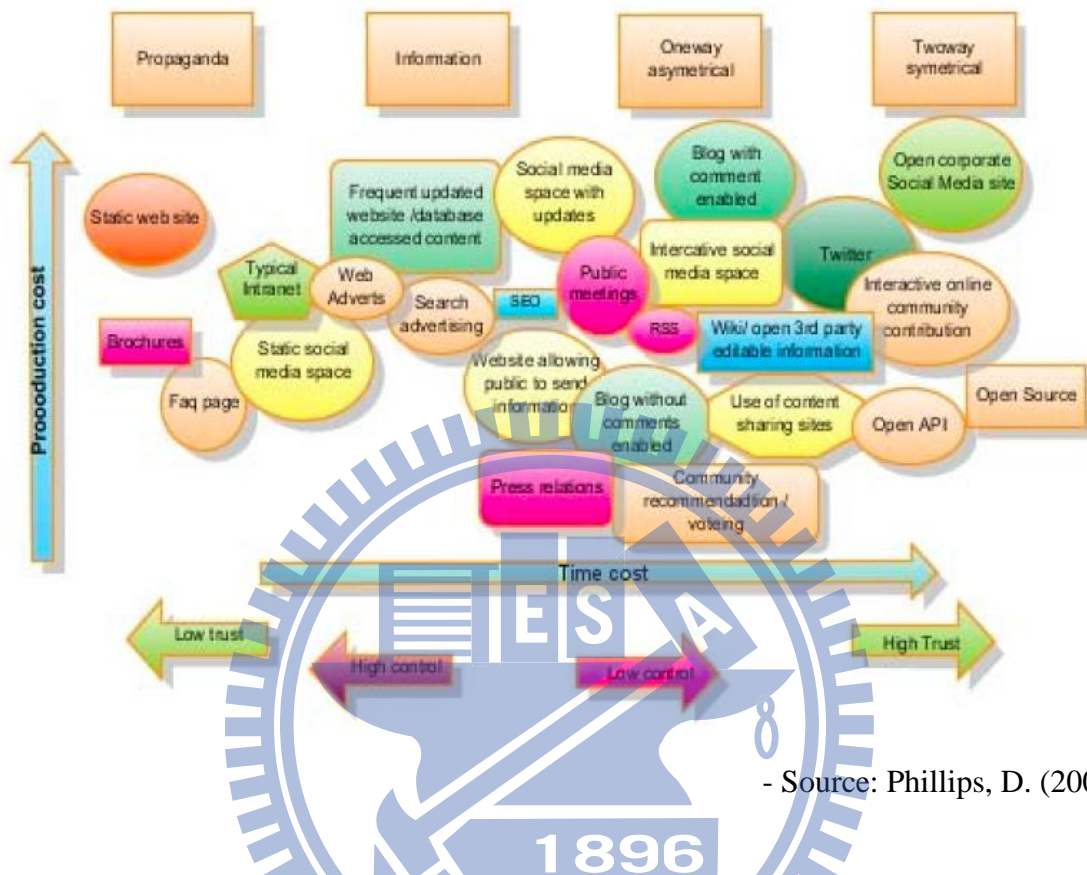 Propaganda
Information
Oneway
asymetrical
Twoway
symetrical
Proooduction cost
Static web site
Frequent updated
website /database
accessed content
Social media
space with
updates
Blog with
comment
enabled
Open corporate
Social Media site
Typical
Intranet
Web
Adverts
Search
advertising
SEO
Public
meetings
Intercative social
media space
Twitter
Interactive online
community
contribution
RSS
Wiki/ open 3rd party
editable information
Brochures
Faq page
Static social
media space
Website allowing
public to send
information
Blog without
comments
enabled
Use of content
sharing sites
Open API
Open Source
Press relations
Community
recommendadtion /
voteing
Time cost
Low trust
High control
Low control
High Trust
E S A
8
- Source: Phillips, D. (200
1896